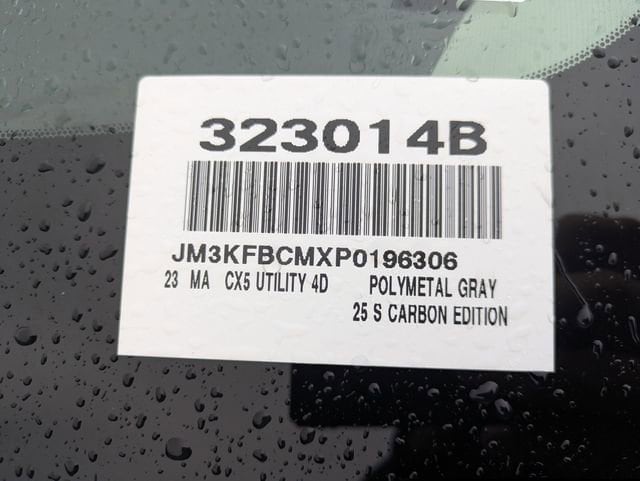 323014B
JM3KFBCMXP0196306
23 MA CX5 UTILITY 4D POLYMETAL GRAY
25 S CARBON EDITION